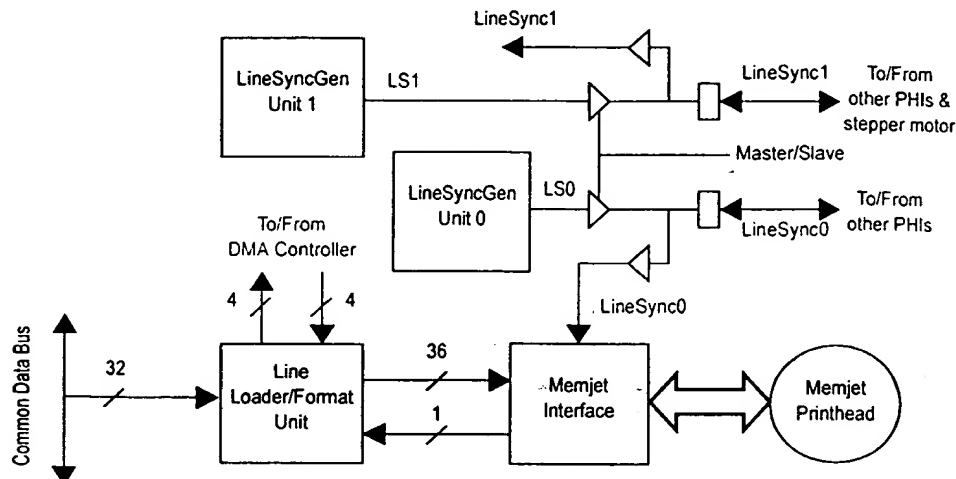 LineSync1
LineSyncGen
Unit 1
LS1
LineSync1
To/From
other PHIs &
stepper motor
Master/Slave
LineSyncGen
Unit 0
LS0
LineSync0
To/From
other PHIs
To/From
DMA Controller
4
4
LineSync0
Common Data Bus
32
Line
Loader/Format
Unit
36
1
Memjet
Interface
Memjet
Printhead